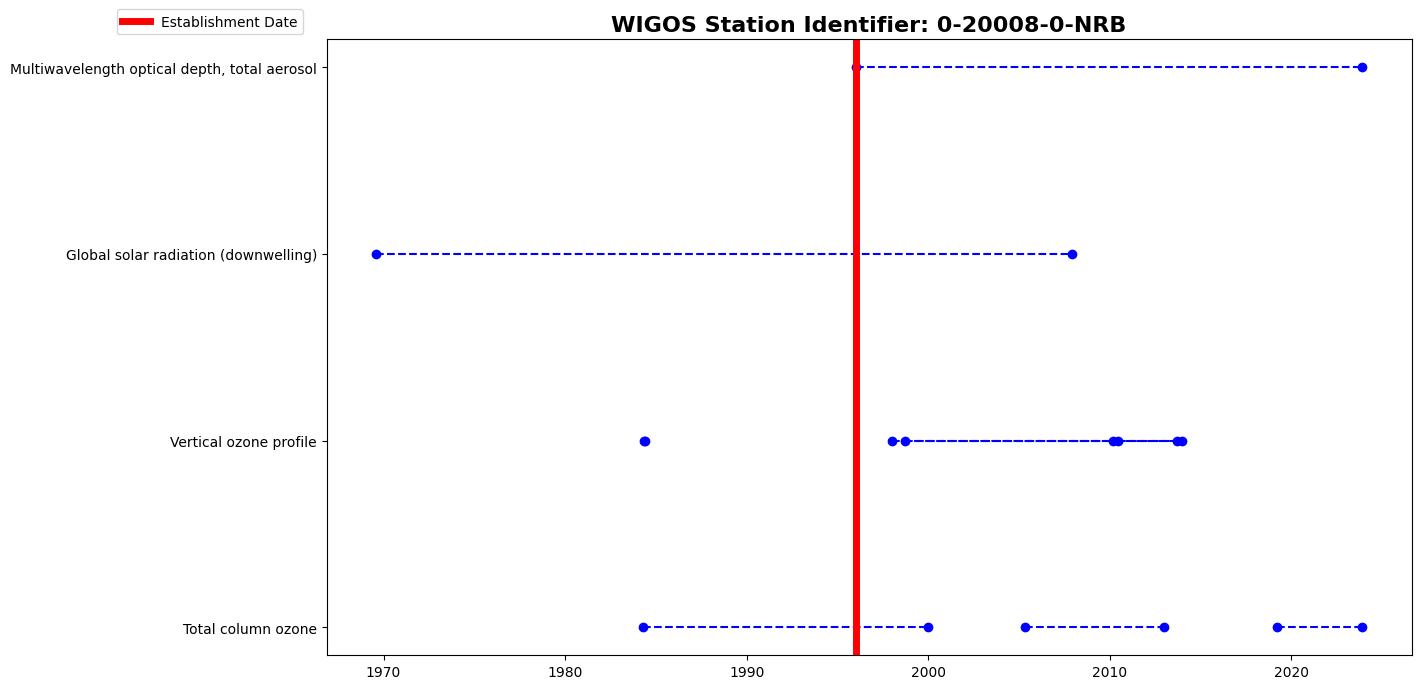 Establishment Date
WIGOS Station Identifier: 0-20008-0-NRB
Multiwavelength optical depth, total aerosol
Global solar radiation (downwelling)
Vertical ozone profile
Total column ozone
1970 1980 1990 2000 2010 2020